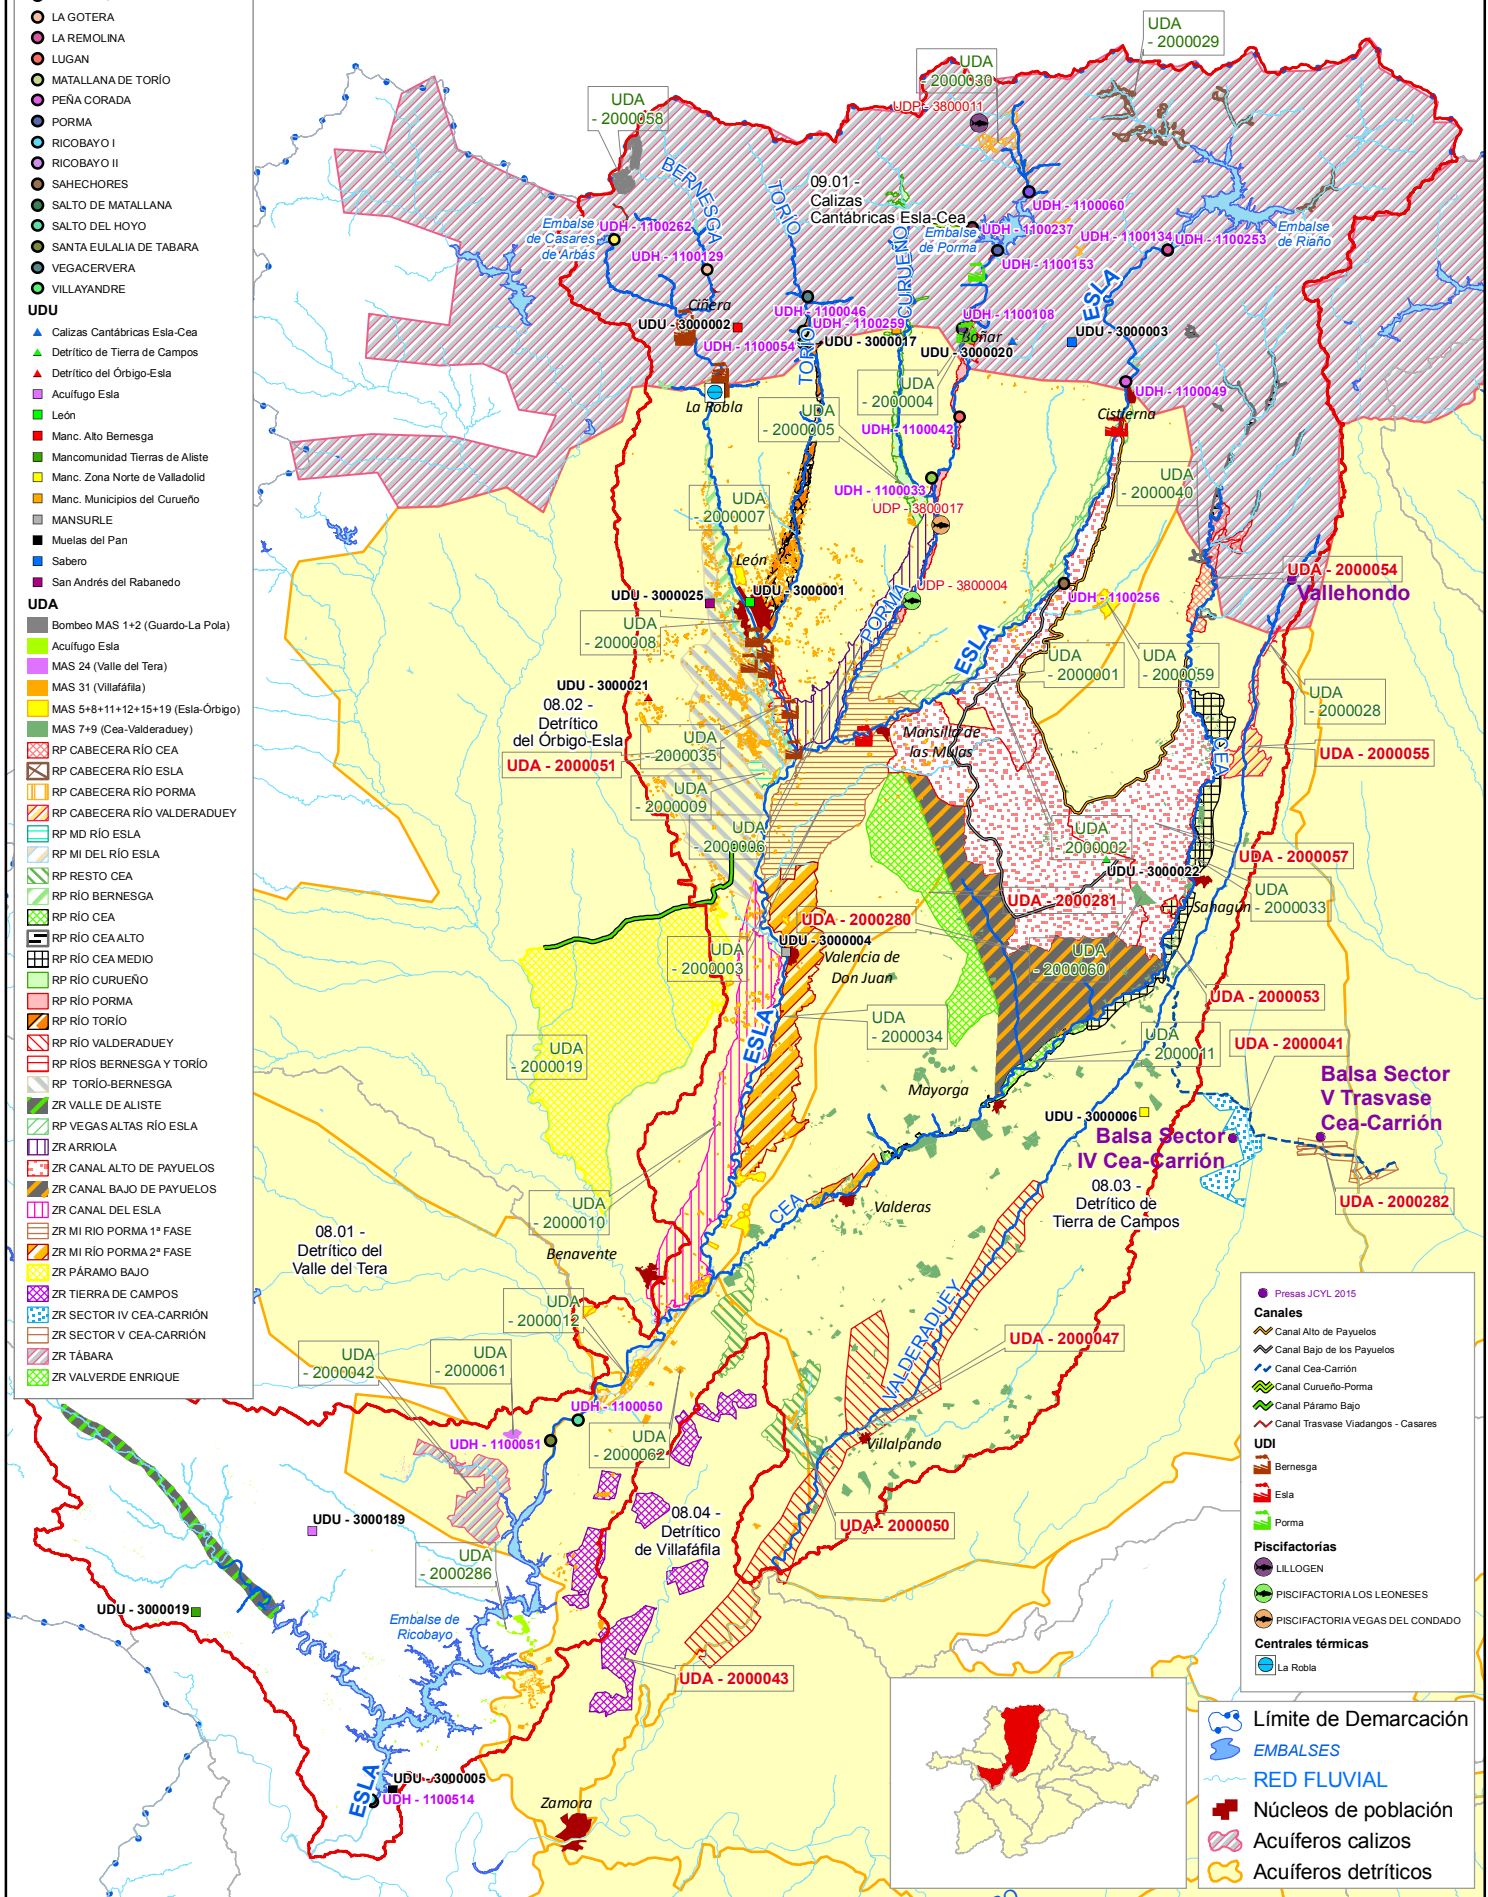 LA GOTERA
LA REMOLINA
LUGAN
MATALLANA DE TORÍO
PEÑA CORADA
PORMA
RICOBAYO I
RICOBAYO II
SAHECHORES
SALTO DE MATALLANA
SALTO DEL HOYO
SANTA EULALIA DE TABARA
VEGACERVERA
VILLAYANDRE
UDU
Calizas Cantábricas Esla-Cea
Detrítico de Tierra de Campos
Detrítico del Órbigo-Esla
Acuífugo Esla
León
Manc. Alto Bernesga
Mancomunidad Tierras de Aliste
Manc. Zona Norte de Valladolid
Manc. Municipios del Curueño
MANSURLE
Muelas del Pan
Sabero
San Andrés del Rabanedo
UDA
Bombeo MAS 1+2 (Guardo-La Pola)
Acuífugo Esla
MAS 24 (Valle del Tera)
MAS 31 (Villafáfila)
MAS 5+8+11+12+15+19 (Esla-Órbigo)
MAS 7+9 (Cea-Valderaduey)
RP CABECERA RÍO CEA
RP CABECERA RÍO ESLA
RP CABECERA RÍO PORMA
RP CABECERA RÍO VALDERADUEY
RP MD RÍO ESLA
RP MI DEL RÍO ESLA
RP RESTO CEA
RP RÍO BERNESGA
RP RÍO CEA
RP RÍO CEA ALTO
RP RÍO CEA MEDIO
RP RÍO CURUEÑO
RP RÍO PORMA
RP RÍO TORÍO
RP RÍO VALDERADUEY
RP RÍOS BERNESGA Y TORÍO
RP TORÍO-BERNESGA
ZR VALLE DE ALISTE
RP VEGAS ALTAS RÍO ESLA
ZR ARRIOLA
ZR CANAL ALTO DE PAYUELOS
ZR CANAL BAJO DE PAYUELOS
ZR CANAL DEL ESLA
ZR MI RIO PORMA 1ª FASE
ZR MI RÍO PORMA 2ª FASE
ZR PÁRAMO BAJO
ZR TIERRA DE CAMPOS
ZR SECTOR IV CEA-CARRIÓN
ZR SECTOR V CEA-CARRIÓN
ZR TÁBARA
ZR VALVERDE ENRIQUE
UDA
- 2000029
UDA
- 2000030
UDP - 3800011
UDA
- 2000058
BERNESGA
TORÍO
09.01 -
Calizas
Cantábricas Esla-Cea
UDH - 1100060
Embalse
de Casares
de Arbás
UDH - 1100262
UDH - 1100129
CURUEÑO
Embalse
de Porma
UDH - 1100237
UDH - 1100153
UDH - 1100134
UDH - 1100253
Embalse
de Riaño
ESLA
Ciñera
UDU - 3000002
UDH - 1100046
UDH - 1100259
UDH - 1100054
UDU - 3000017
TORÍO
UDH - 1100108
Boñar
UDU - 3000020
UDU - 3000003
UDA
- 2000004
UDH - 1100049
La Robla
UDA
- 2000005
UDH - 1100042
Cistierna
UDA
- 2000040
UDH - 1100033
UDP - 3800017
UDA
- 2000007
León
UDU - 3000025
UDU - 3000001
UDP - 3800004
PORMA
UDH - 1100256
UDA - 2000054
Vallehondo
UDA
- 2000008
ESLA
UDA
- 2000001
UDA
- 2000059
UDA
- 2000028
UDU - 3000021
08.02 -
Detrítico
del Órbigo-Esla
UDA - 2000051
UDA
- 2000035
Mansilla de
las Mulas
CEA
UDA - 2000055
UDA
- 2000009
UDA
- 2000006
UDA
- 2000002
UDA - 2000057
UDU - 3000022
Sahagún
UDA
- 2000033
UDA - 2000281
UDA - 2000280
UDU - 3000004
Valencia de
Don Juan
UDA
- 2000003
UDA
- 2000060
UDA - 2000053
UDA
- 2000034
ESLA
UDA
- 2000019
UDA
- 2000011
UDA - 2000041
Mayorga
UDU - 3000006
Balsa Sector
V Trasvase
Cea-Carrión
Balsa Sector
IV Cea-Carrión
08.03 -
Detrítico de
Tierra de Campos
UDA - 2000282
UDA
- 2000010
CEA
Valderas
08.01 -
Detrítico del
Valle del Tera
Benavente
UDA
- 2000012
VALDERADUEY
UDA - 2000047
UDA
- 2000042
UDA
- 2000061
UDH - 1100050
UDH - 1100051
UDA
- 2000062
Villalpando
08.04 -
Detrítico
de Villafáfila
UDA - 2000050
UDU - 3000189
UDA
- 2000286
UDU - 3000019
Embalse de
Ricobayo
UDA - 2000043
ESLA
UDU - 3000005
UDH - 1100514
Zamora
Presas JCYL 2015
Canales
Canal Alto de Payuelos
Canal Bajo de los Payuelos
Canal Cea-Carrión
Canal Curueño-Porma
Canal Páramo Bajo
Canal Trasvase Viadangos - Casares
UDI
Bernesga
Esla
Porma
Piscifactorías
LILLOGEN
PISCIFACTORIA LOS LEONESES
PISCIFACTORIA VEGAS DEL CONDADO
Centrales térmicas
La Robla
Límite de Demarcación
EMBALSES
RED FLUVIAL
Núcleos de población
Acuíferos calizos
Acuíferos detríticos